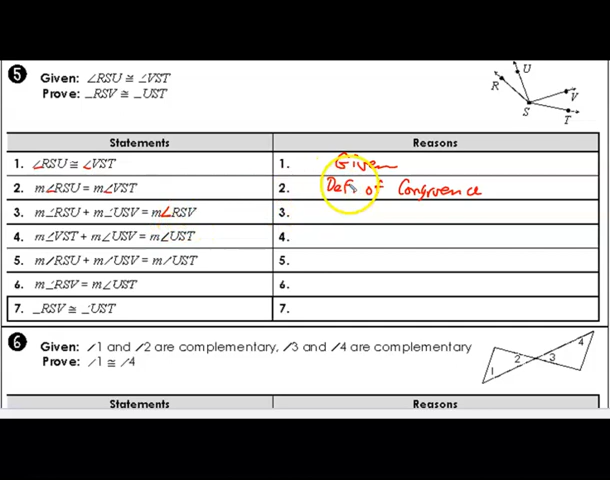 5
Given: ∠RSU ≅ ∠VST
Prove: ∠RSV ≅ ∠UST
U
R
V
S
T
Statements Reasons
1. ∠RSU ≅ ∠VST 1. Given
2. m∠RSU = m∠VST 2. Def of Congruence
3. m∠RSU + m∠USV = m∠RSV 3.
4. m∠VST + m∠USV = m∠UST 4.
5. m∠RSU + m∠USV = m∠UST 5.
6. m∠RSV = m∠UST 6.
7. ∠RSV ≅ ∠UST 7.
6
Given: ∠1 and ∠2 are complementary, ∠3 and ∠4 are complementary
Prove: ∠1 ≅ ∠4
4
2 3
1
Statements Reasons